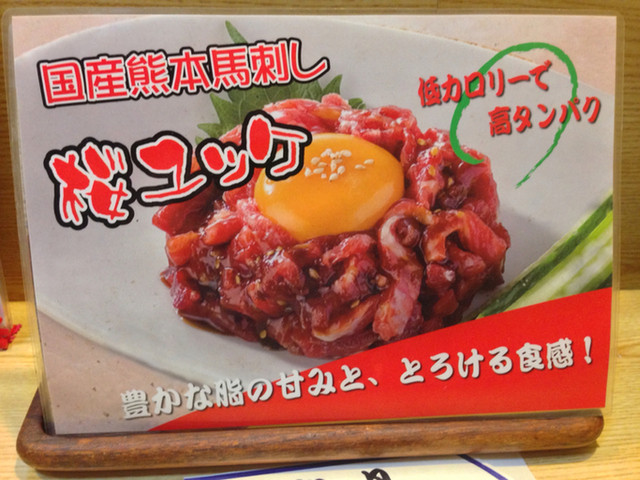 国産熊本馬刺し
桜ユッケ
低カロリーで
高タンパク
豊かな脂の甘みと、とろける食感！